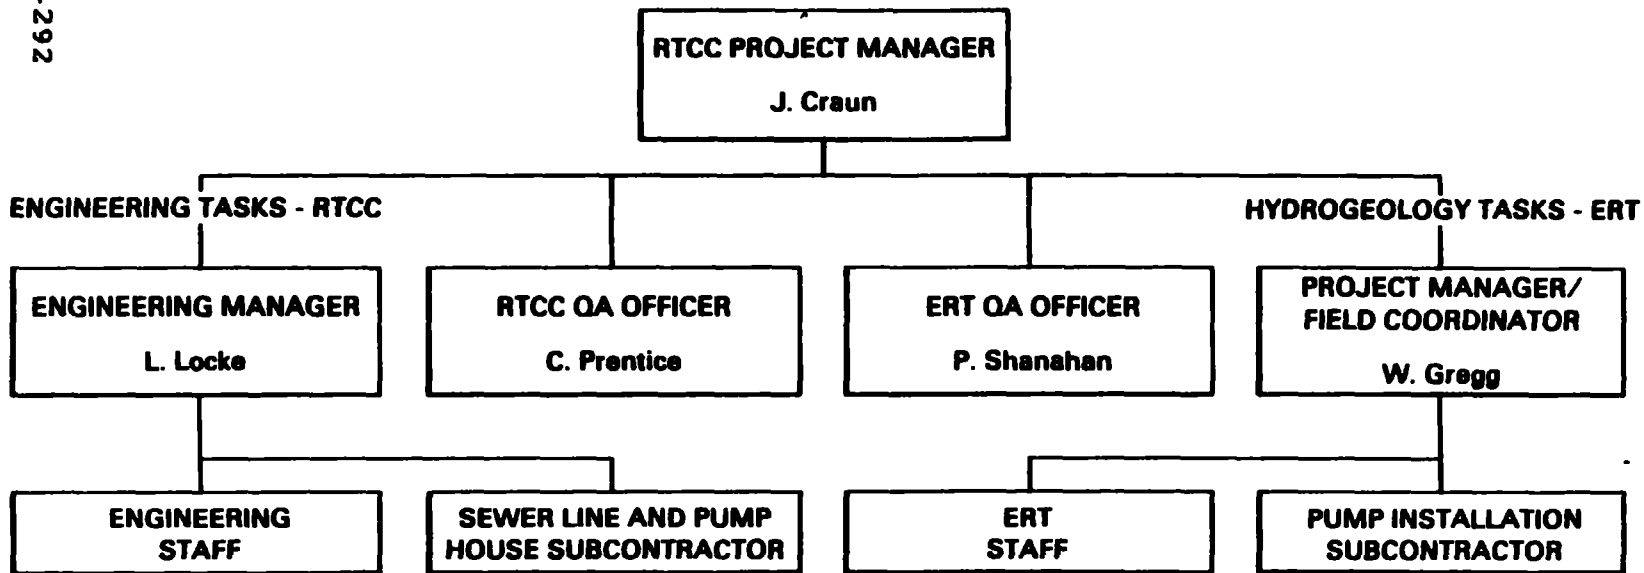 -292
RTCC PROJECT MANAGER
J. Craun
ENGINEERING TASKS - RTCC
HYDROGEOLOGY TASKS - ERT
ENGINEERING MANAGER
L. Locke
RTCC QA OFFICER
C. Prentice
ERT QA OFFICER
P. Shanahan
PROJECT MANAGER/
FIELD COORDINATOR
W. Gregg
ENGINEERING
STAFF
SEWER LINE AND PUMP
HOUSE SUBCONTRACTOR
ERT
STAFF
PUMP INSTALLATION
SUBCONTRACTOR